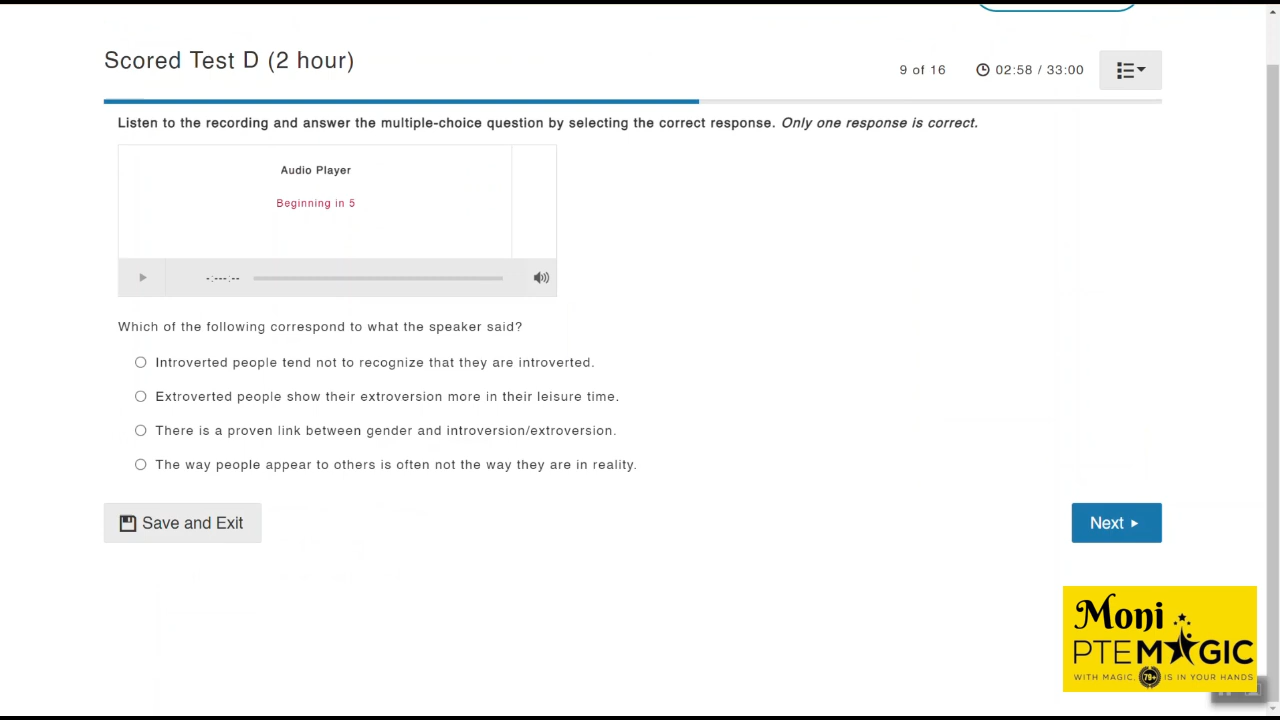 Scored Test D (2 hour)
9 of 16
02:58 / 33:00
Listen to the recording and answer the multiple-choice question by selecting the correct response. Only one response is correct.
Audio Player
Beginning in 5
-:---:--
Which of the following correspond to what the speaker said?
Introverted people tend not to recognize that they are introverted.
Extroverted people show their extroversion more in their leisure time.
There is a proven link between gender and introversion/extroversion.
The way people appear to others is often not the way they are in reality.
Save and Exit
Next
Moni
PTEMAGIC
WITH MAGIC, 79+ IS IN YOUR HANDS